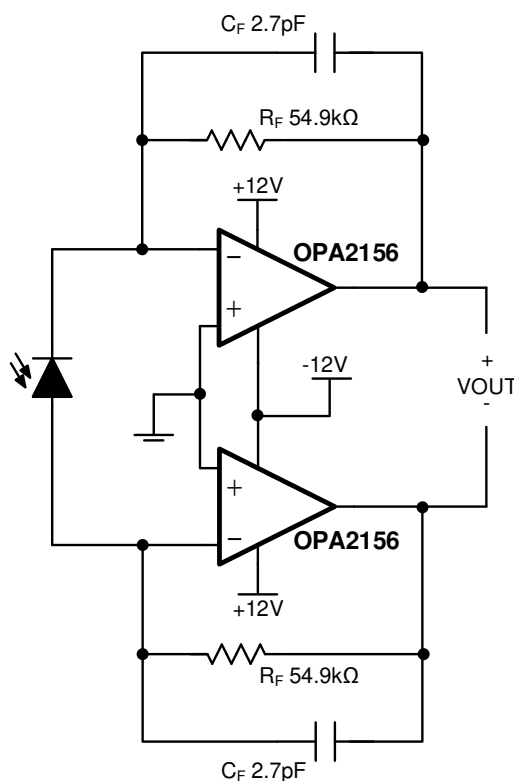 CF 2.7pF
RF 54.9kΩ
+12V
OPA2156
−
+
-12V
+
VOUT
-
+
−
OPA2156
+12V
RF 54.9kΩ
CF 2.7pF